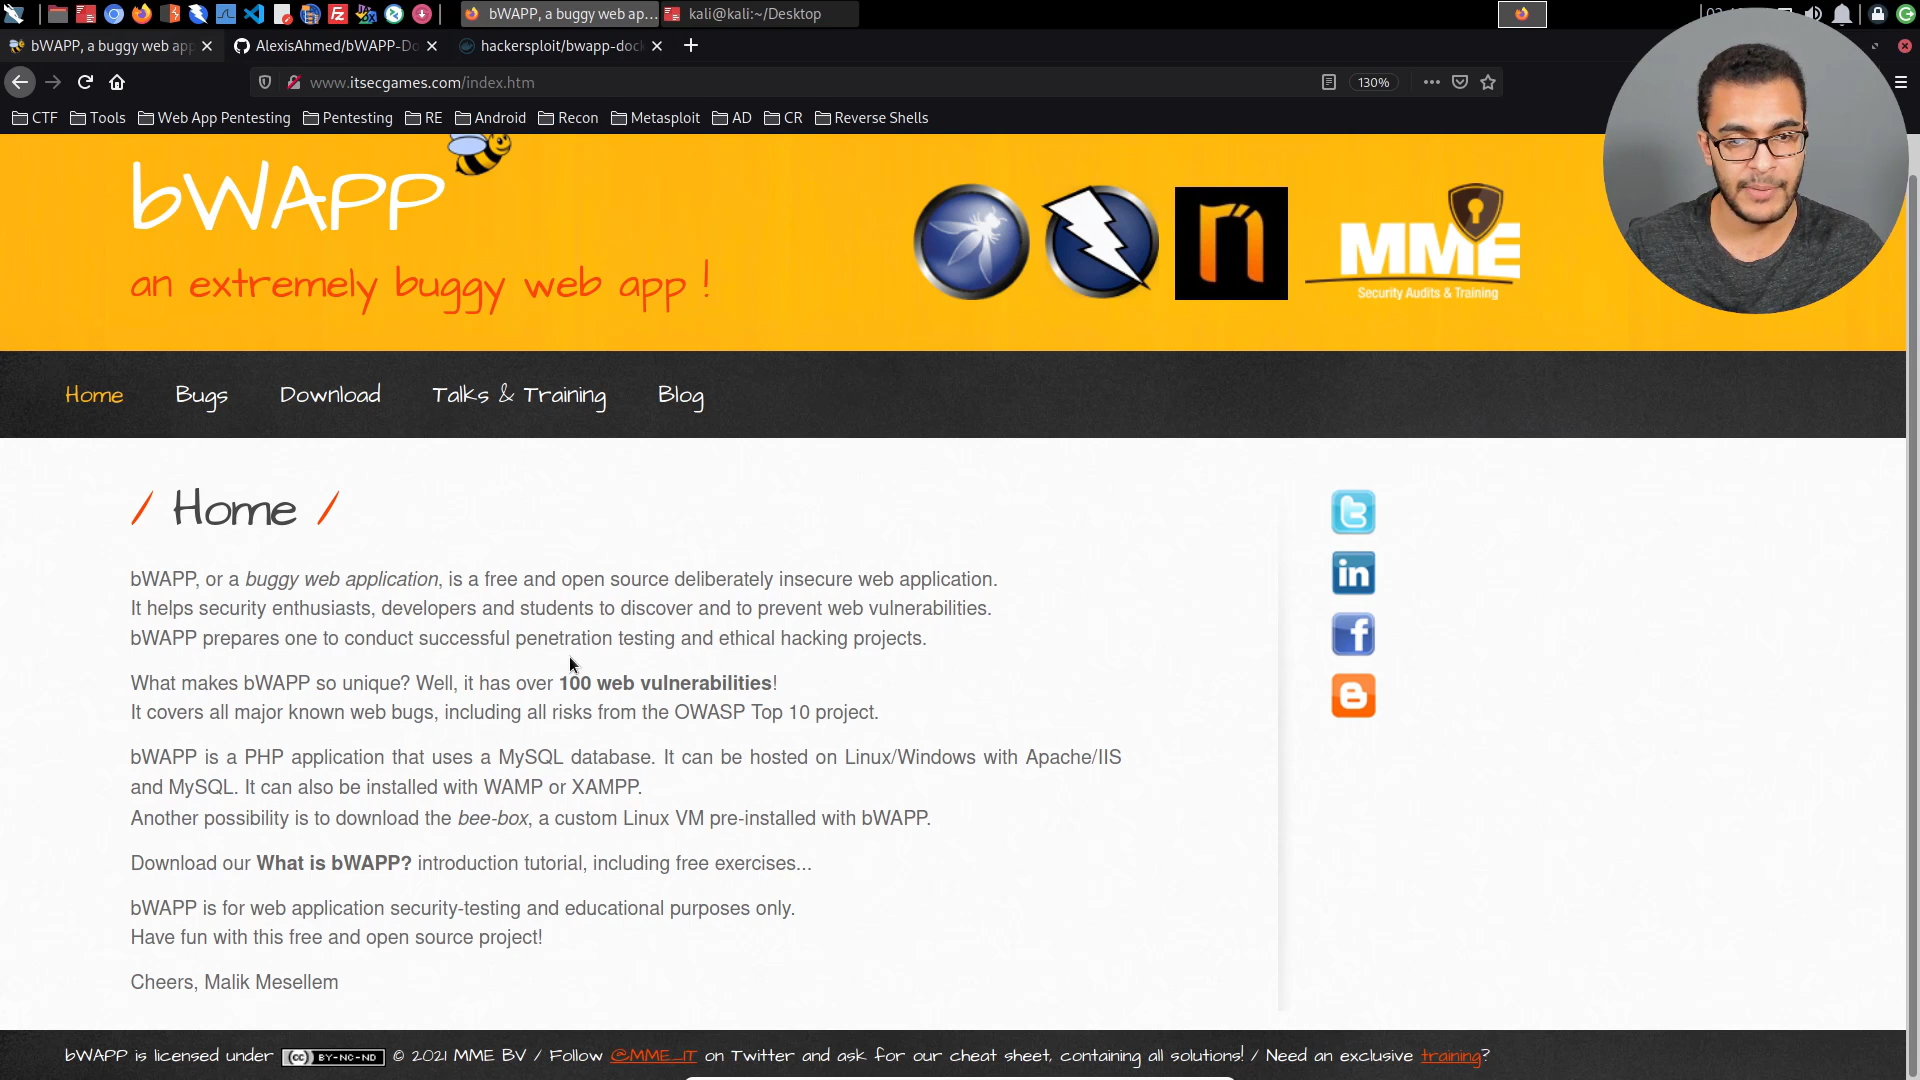 bWAPP, a buggy web ap...
kali@kali:~/Desktop
bWAPP, a buggy web app
AlexisAhmed/bWAPP-Do
hackersploit/bwapp-dock
www.itsecgames.com/index.htm
130%
CTF
Tools
Web App Pentesting
Pentesting
RE
Android
Recon
Metasploit
AD
CR
Reverse Shells
bWAPP
an extremely buggy web app !
n
MME
Security Audits & Training
Home
Bugs
Download
Talks & Training
Blog
/ Home /
bWAPP, or a buggy web application, is a free and open source deliberately insecure web application.
It helps security enthusiasts, developers and students to discover and to prevent web vulnerabilities.
bWAPP prepares one to conduct successful penetration testing and ethical hacking projects.
What makes bWAPP so unique? Well, it has over 100 web vulnerabilities!
It covers all major known web bugs, including all risks from the OWASP Top 10 project.
bWAPP is a PHP application that uses a MySQL database. It can be hosted on Linux/Windows with Apache/IIS
and MySQL. It can also be installed with WAMP or XAMPP.
Another possibility is to download the bee-box, a custom Linux VM pre-installed with bWAPP.
Download our What is bWAPP? introduction tutorial, including free exercises...
bWAPP is for web application security-testing and educational purposes only.
Have fun with this free and open source project!
Cheers, Malik Mesellem
bWAPP is licensed under (cc) BY-NC-ND © 2021 MME BV / Follow @MME_IT on Twitter and ask for our cheat sheet, containing all solutions! / Need an exclusive training?